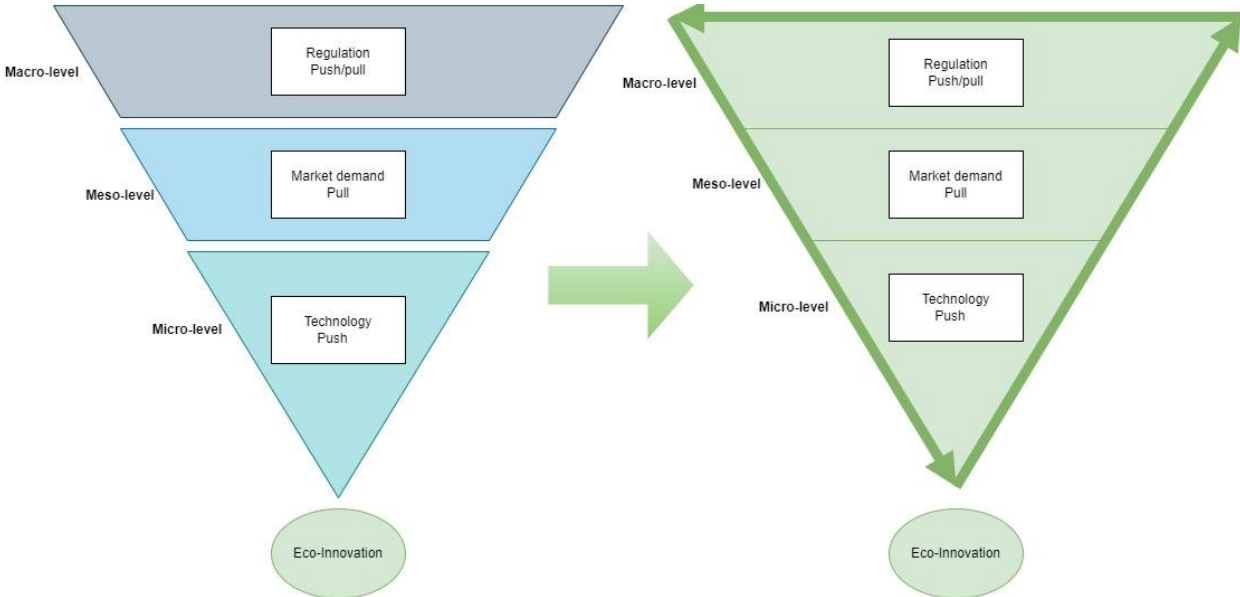 Macro-level
Regulation
Push/pull
Meso-level
Market demand
Pull
Micro-level
Technology
Push
Eco-Innovation
Macro-level
Regulation
Push/pull
Meso-level
Market demand
Pull
Micro-level
Technology
Push
Eco-Innovation